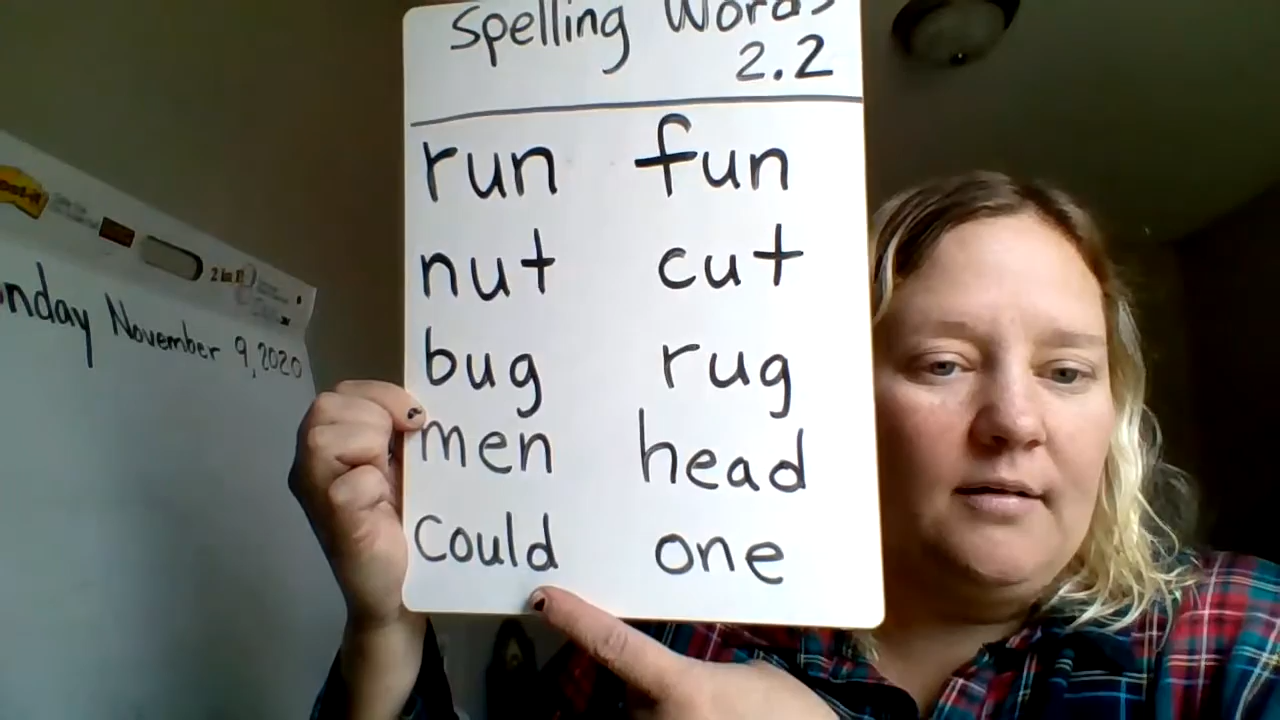 Spelling Words
2.2
run fun
nut cut
bug rug
men head
could one
nday November 9, 2020